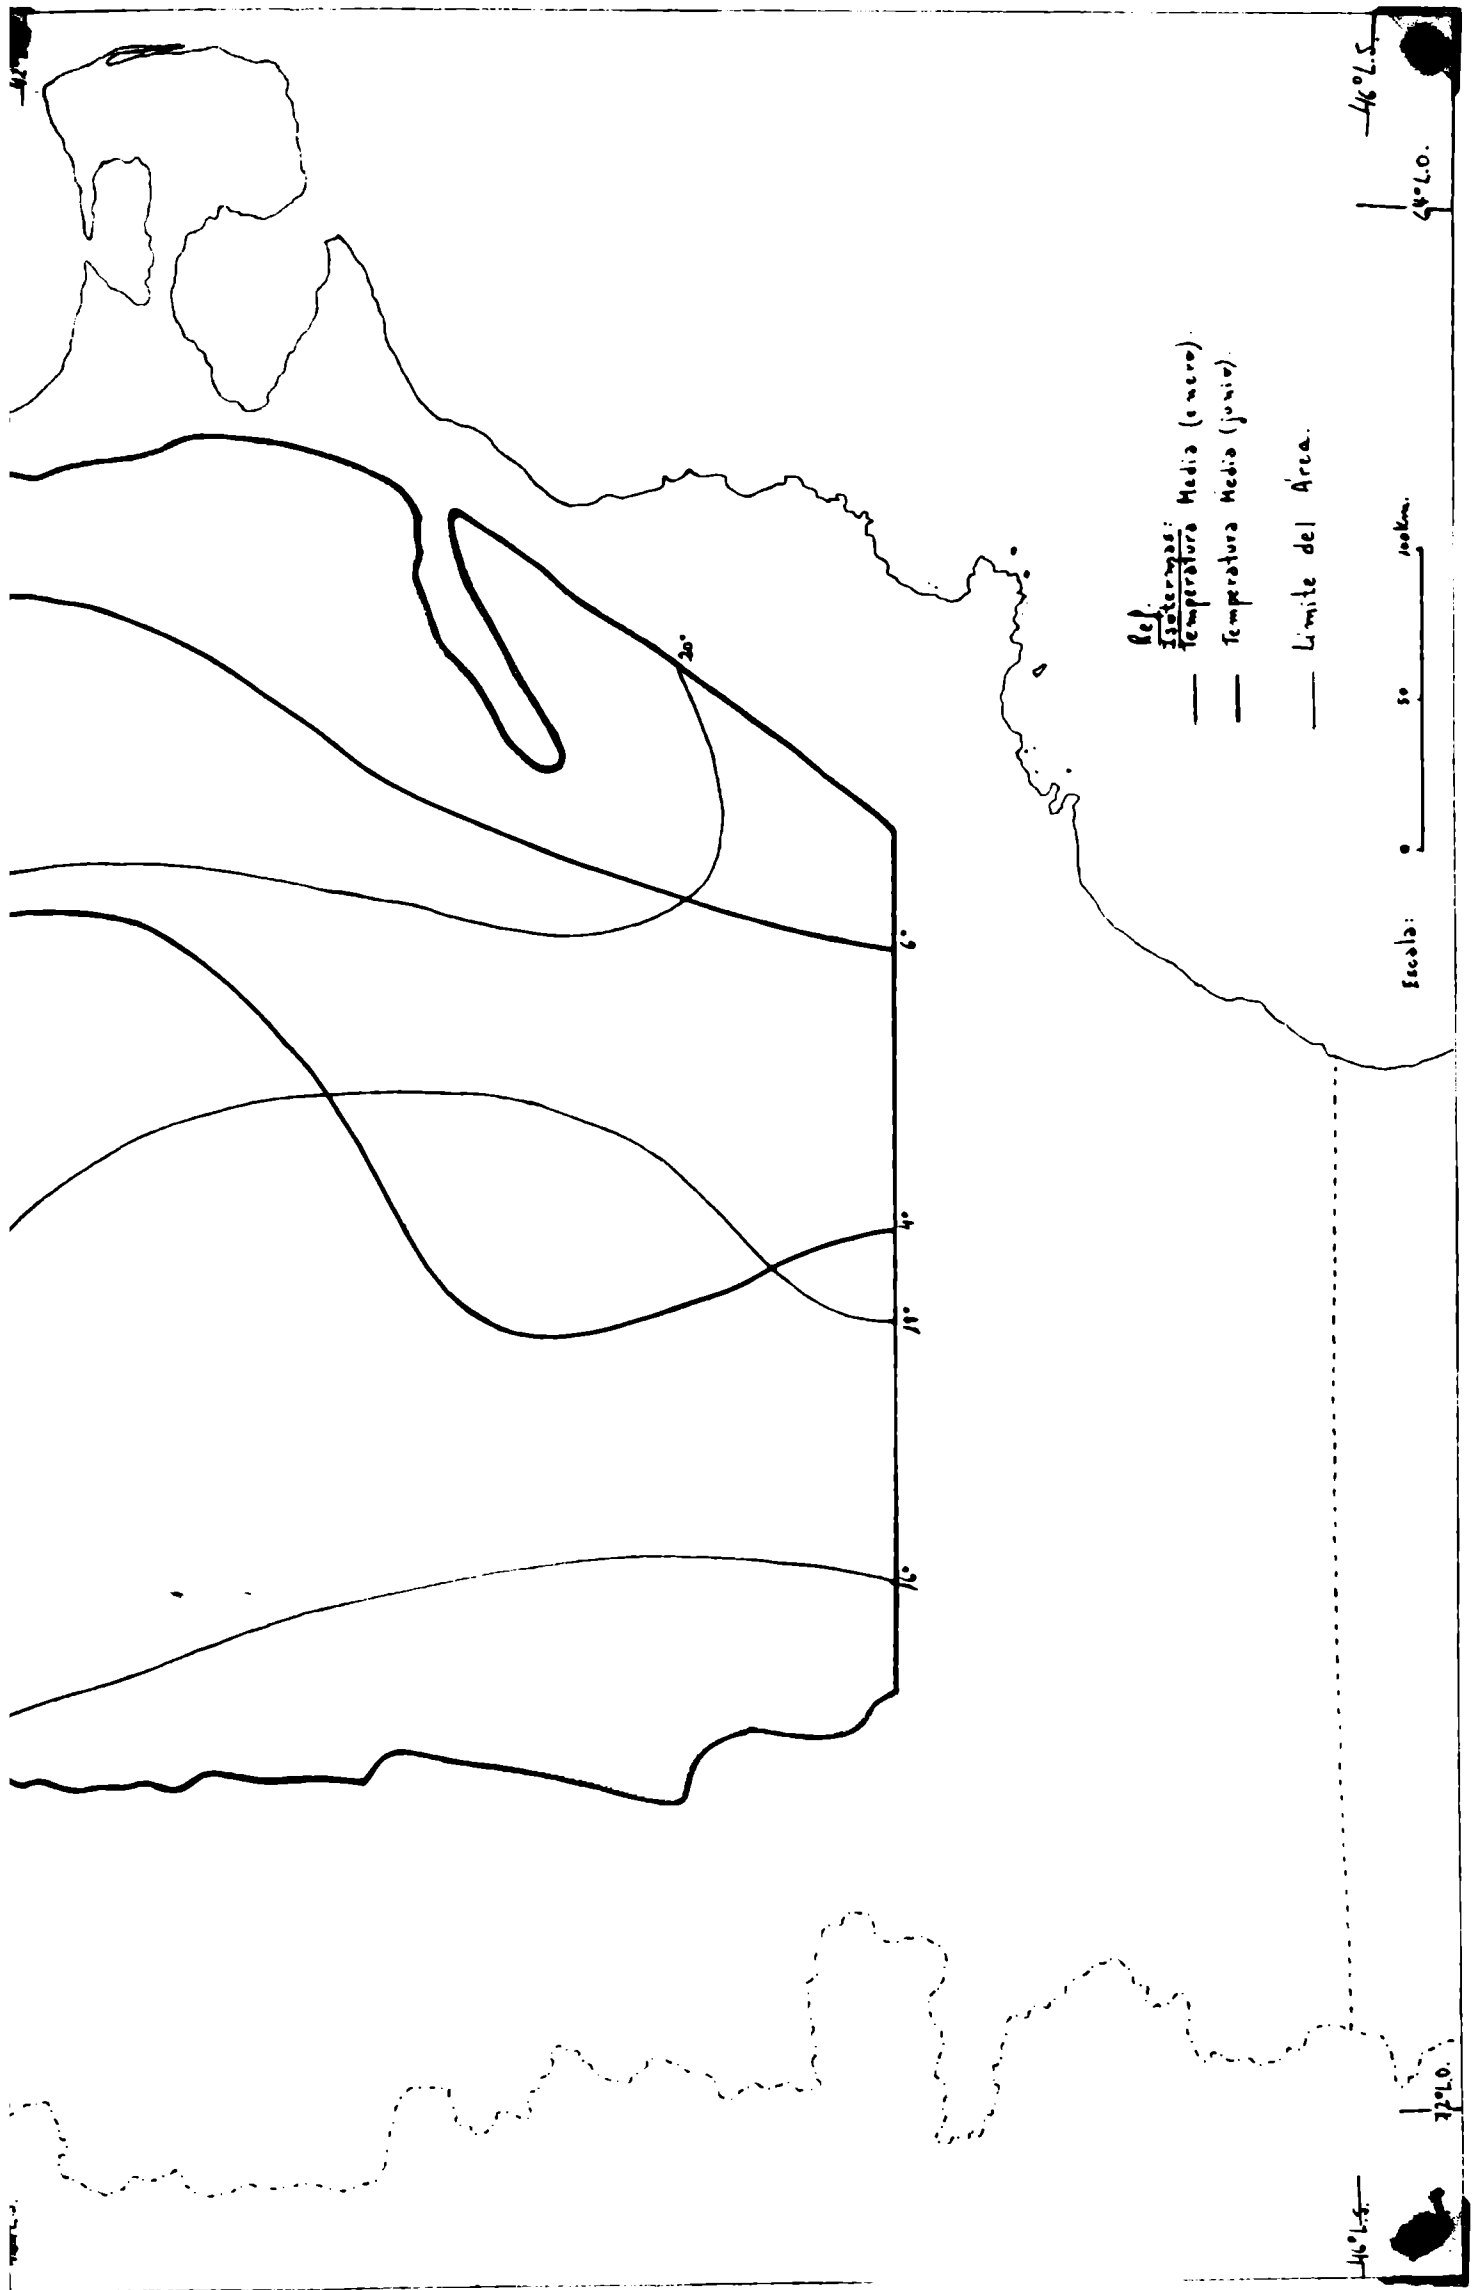 46°L.S.
64°L.O.
Ref.
Isotermas:
Temperatura Media (enero).
Temperatura Media (junio).
Límite del Área.
Escala:
0 50 100Km.
20°
6°
4°
18°
16°
46°L.S.
72°L.O.